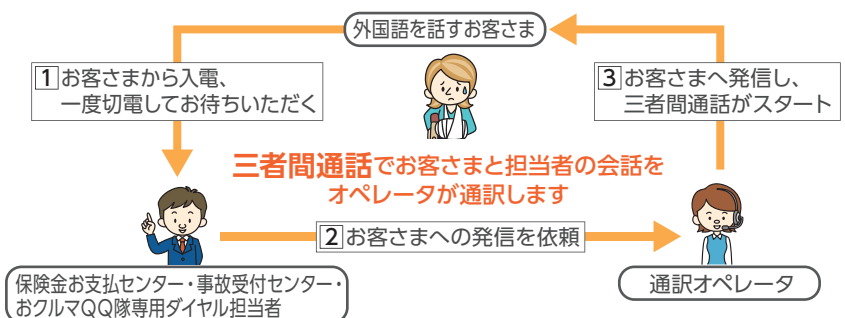 外国語を話すお客さま
1 お客さまから入電、
一度切電してお待ちいただく
3 お客さまへ発信し、
三者間通話がスタート
三者間通話でお客さまと担当者の会話を
オペレータが通訳します
2 お客さまへの発信を依頼
保険金お支払センター・事故受付センター・
おクルマQQ隊専用ダイヤル担当者
通訳オペレータ